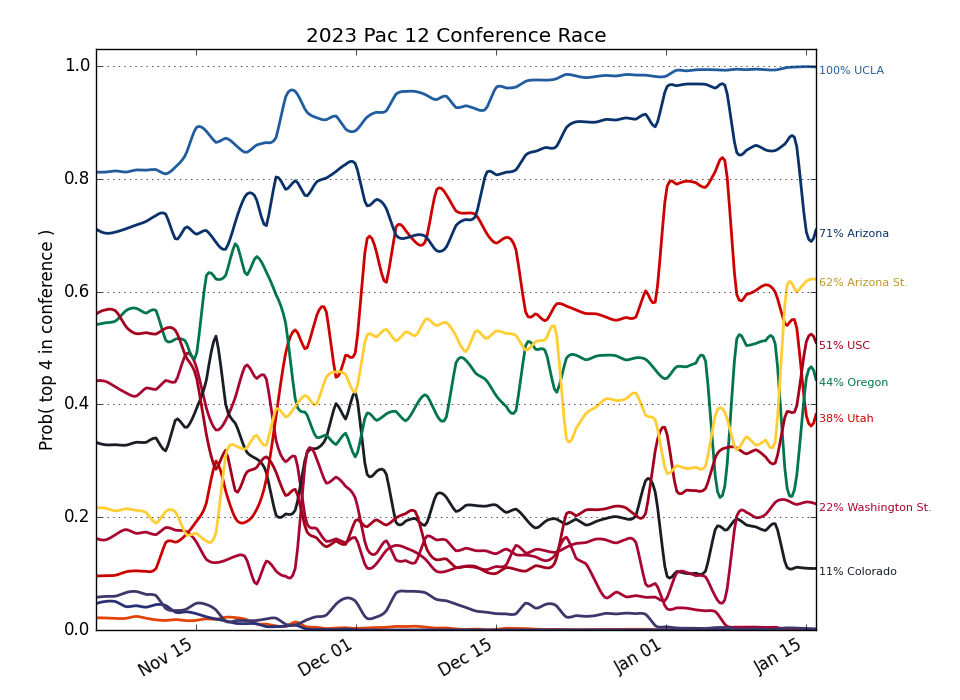 2023 Pac 12 Conference Race
Prob( top 4 in conference )
1.0
0.8
0.6
0.4
0.2
0.0
100% UCLA
71% Arizona
62% Arizona St.
51% USC
44% Oregon
38% Utah
22% Washington St.
11% Colorado
Nov 15
Dec 01
Dec 15
Jan 01
Jan 15